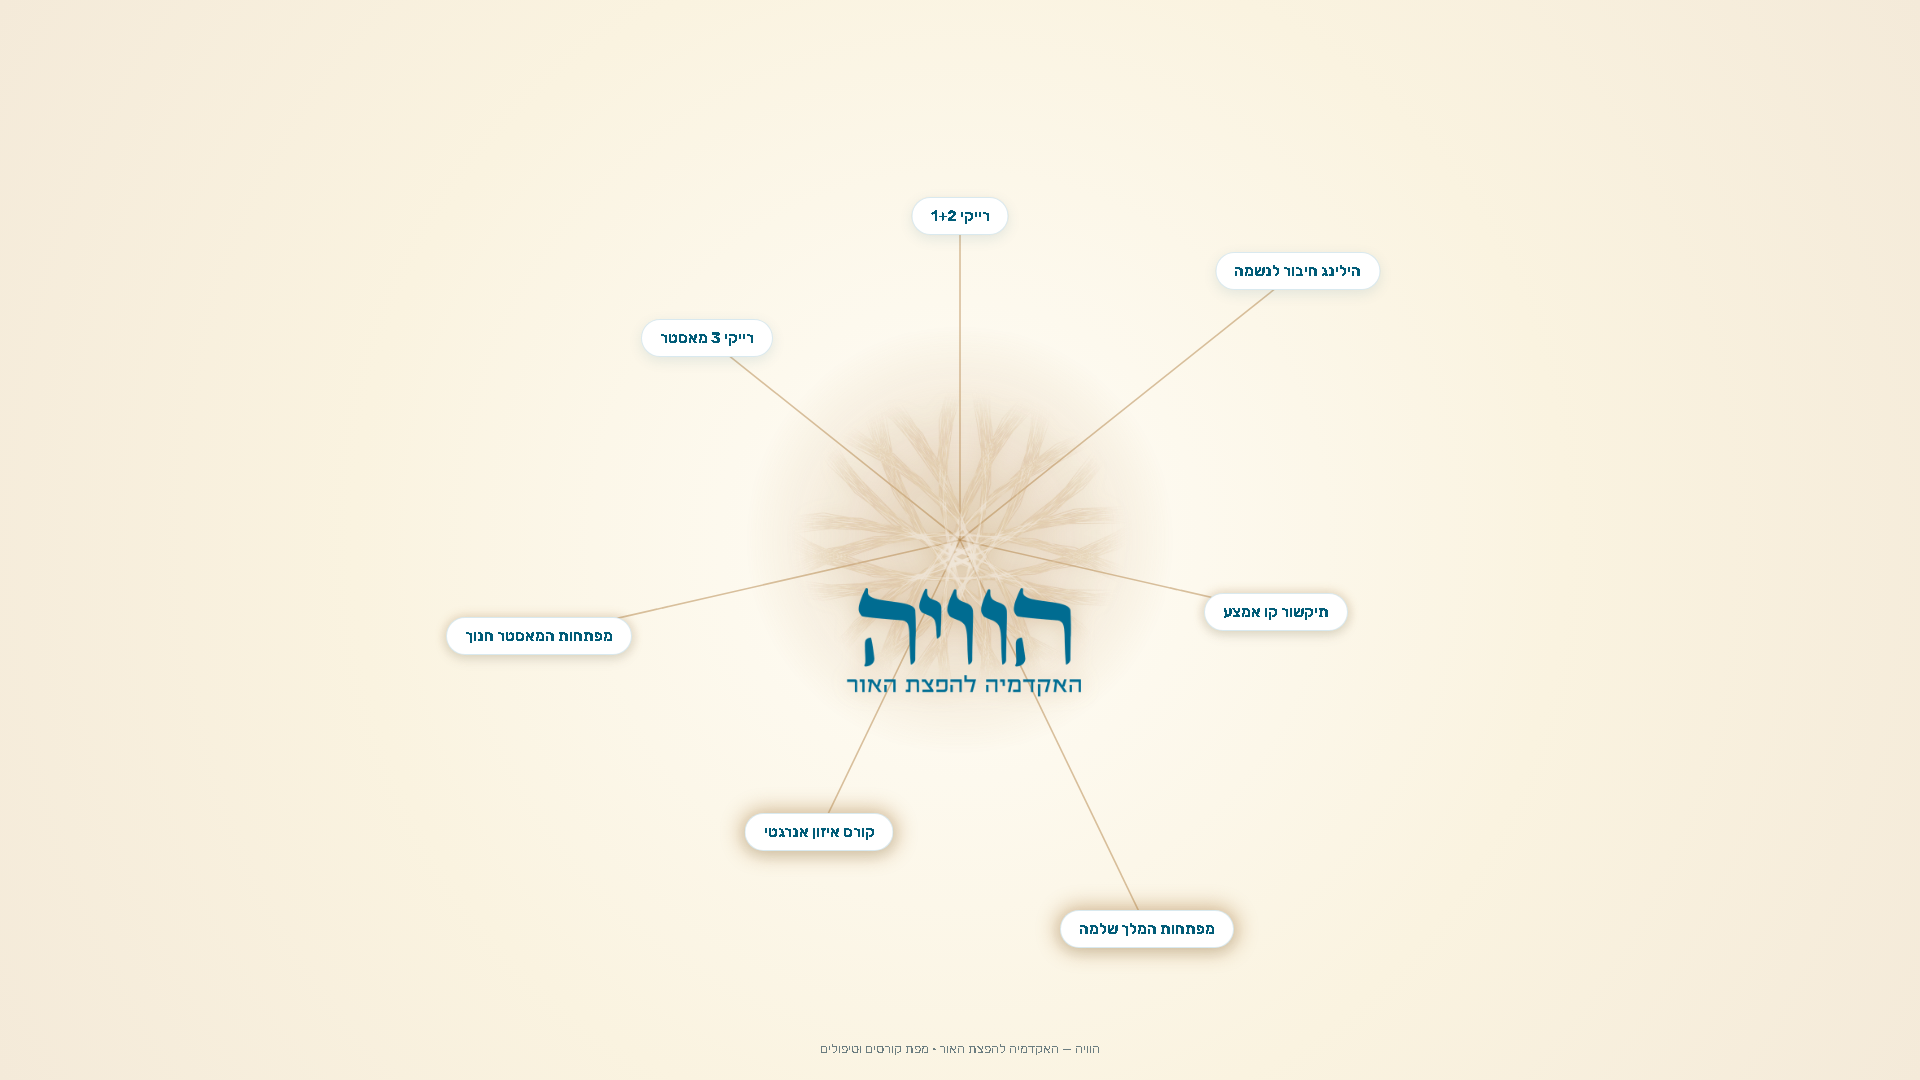 רייקי 1+2
הילינג חיבור לנשמה
רייקי 3 מאסטר
הוויה
האקדמיה להפצת האור
תיקשור קו אמצע
מפתחות המאסטר חנוך
קורס איזון אנרגטי
מפתחות המלך שלמה
הוויה — האקדמיה להפצת האור • מפת קורסים וטיפולים